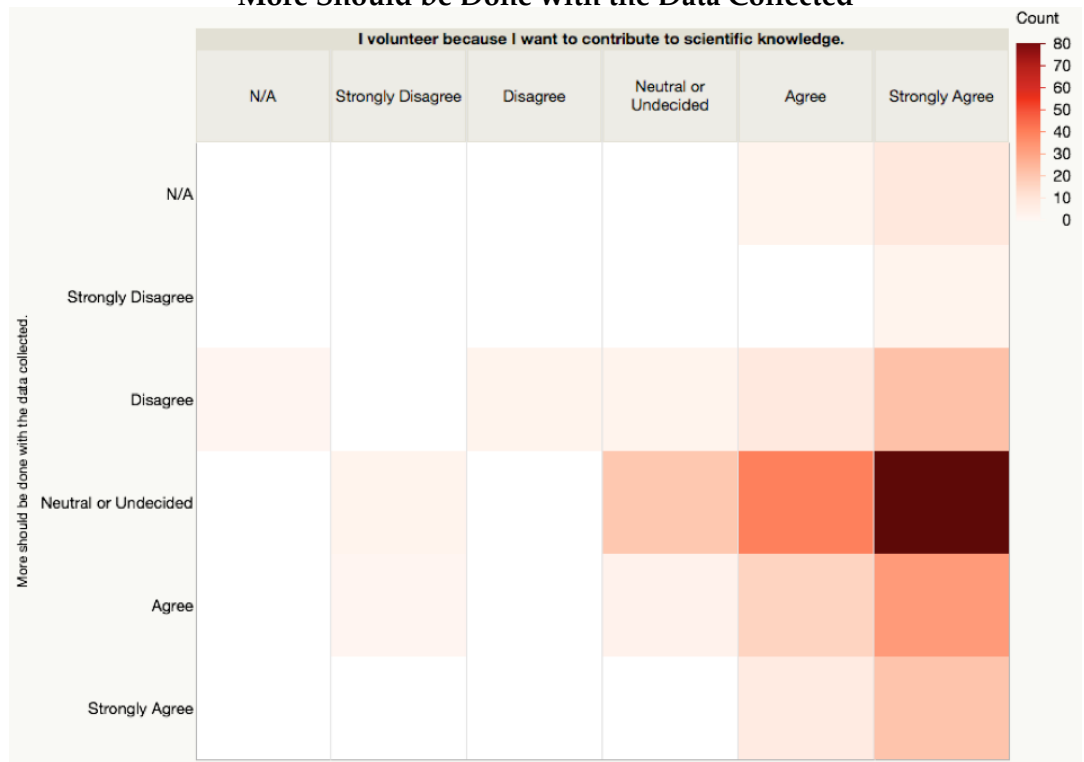 More Should be Done with the Data Collected
Count
I volunteer because I want to contribute to scientific knowledge.
N/A
Strongly Disagree
Disagree
Neutral or
Undecided
Agree
Strongly Agree
80
70
60
50
40
30
20
10
0
More should be done with the data collected.
N/A
Strongly Disagree
Disagree
Neutral or Undecided
Agree
Strongly Agree